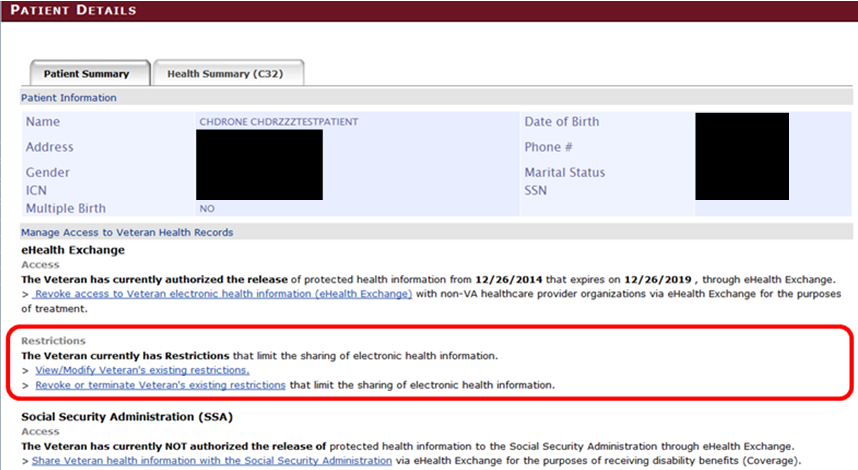 PATIENT DETAILS
Patient Summary Health Summary (C32)
Patient Information
Name CHDRONE CHDRZZZTESTPATIENT Date of Birth
Address Phone #
Gender Marital Status
ICN SSN
Multiple Birth NO
Manage Access to Veteran Health Records
eHealth Exchange
Access
The Veteran has currently authorized the release of protected health information from 12/26/2014 that expires on 12/26/2019 , through eHealth Exchange.
> Revoke access to Veteran electronic health information (eHealth Exchange) with non-VA healthcare provider organizations via eHealth Exchange for the purposes
of treatment.
Restrictions
The Veteran currently has Restrictions that limit the sharing of electronic health information.
> View/Modify Veteran's existing restrictions.
> Revoke or terminate Veteran's existing restrictions that limit the sharing of electronic health information.
Social Security Administration (SSA)
Access
The Veteran has currently NOT authorized the release of protected health information to the Social Security Administration through eHealth Exchange.
> Share Veteran health information with the Social Security Administration via eHealth Exchange for the purposes of receiving disability benefits (Coverage).